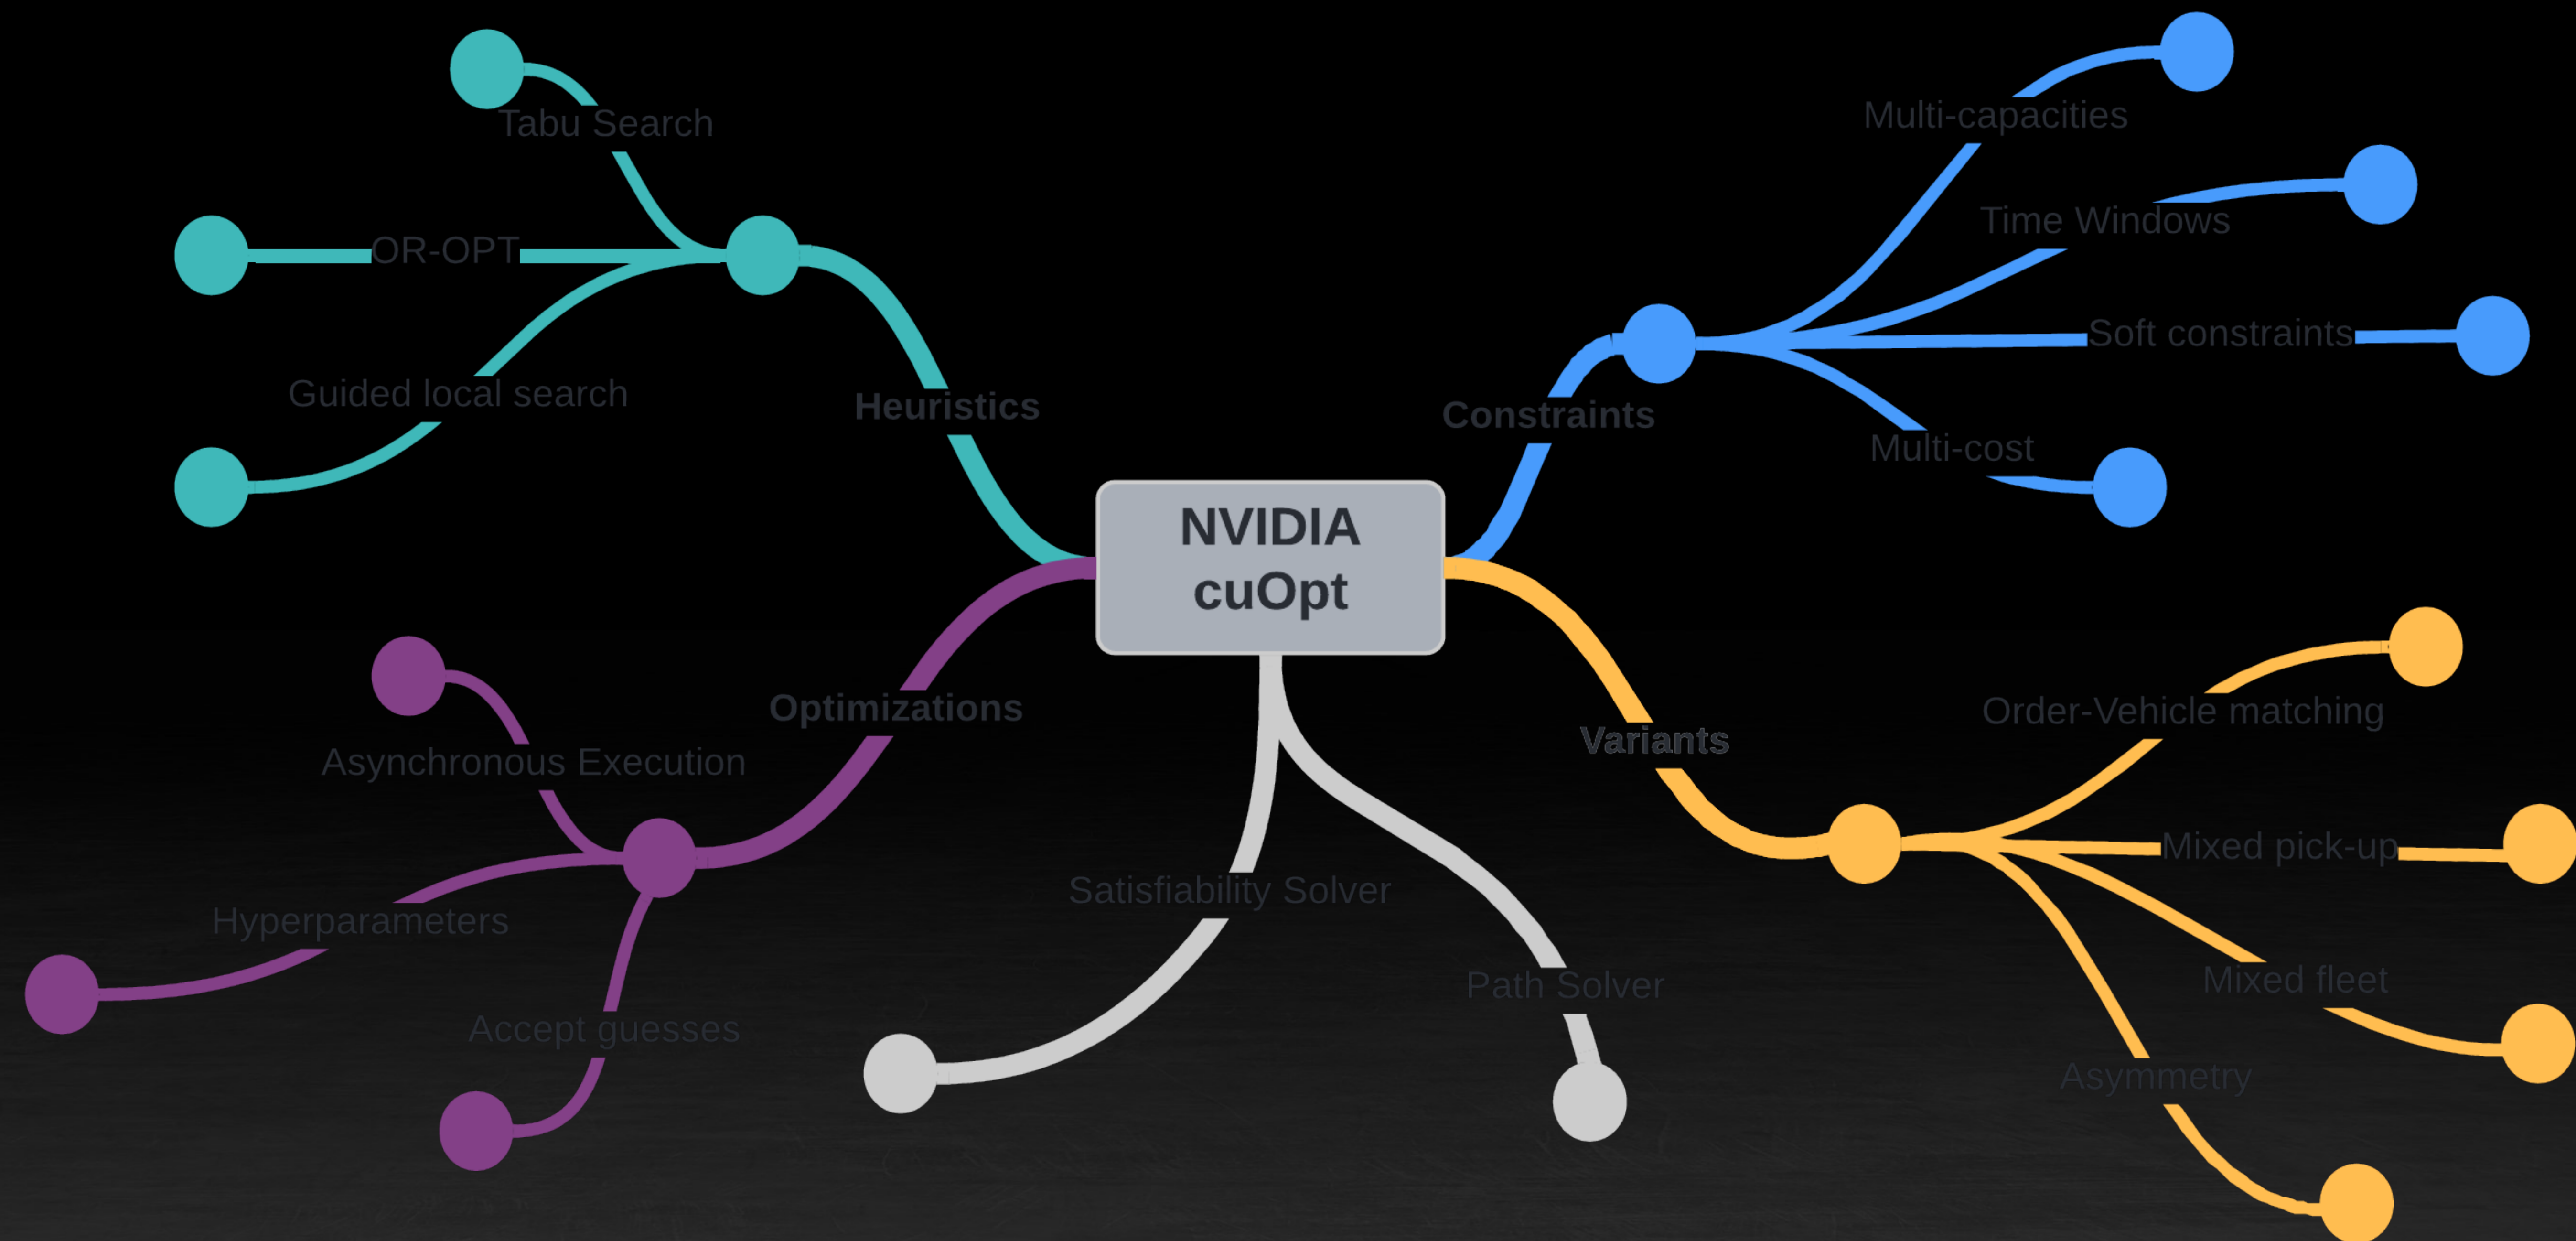 Tabu Search
OR-OPT
Guided local search
Heuristics
Multi-capacities
Time Windows
Soft constraints
Multi-cost
Constraints
NVIDIA
cuOpt
Optimizations
Asynchronous Execution
Hyperparameters
Accept guesses
Satisfiability Solver
Path Solver
Variants
Order-Vehicle matching
Mixed pick-up
Mixed fleet
Asymmetry